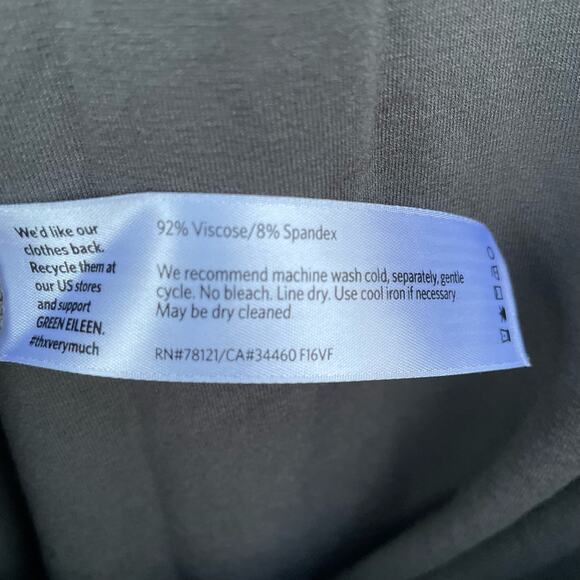 We'd like our
clothes back.
Recycle them at
our US stores
and support
GREEN EILEEN.
#thxverymuch
92% Viscose/8% Spandex
We recommend machine wash cold, separately, gentle
cycle. No bleach. Line dry. Use cool iron if necessary.
May be dry cleaned.
RN#78121/CA#34460 F16VF